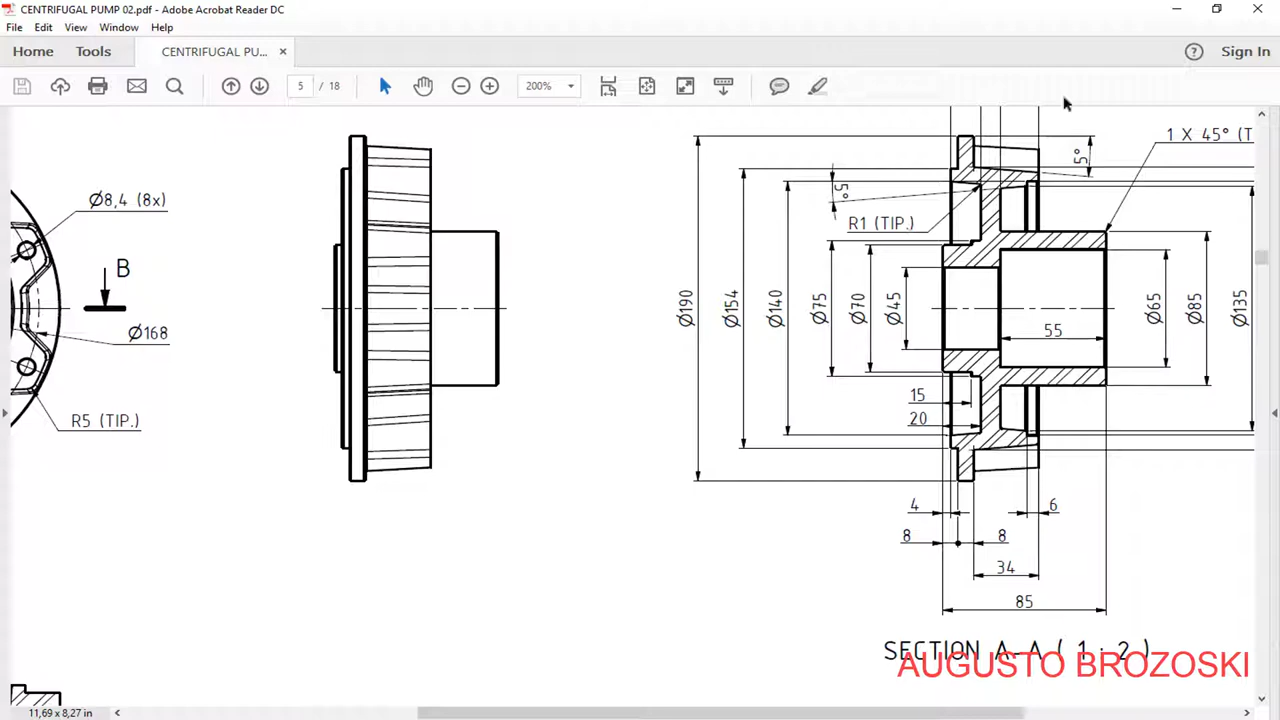 CENTRIFUGAL PUMP 02.pdf - Adobe Acrobat Reader DC
File Edit View Window Help
Home Tools CENTRIFUGAL PU... × ? Sign In
5 / 18 200%
Ø8,4 (8x)
B
Ø168
R5 (TIP.)
1 X 45° (T
5°
5°
R1 (TIP.)
Ø190 Ø154 Ø140 Ø75 Ø70 Ø45 55 Ø65 Ø85 Ø135
15
20
4 6
8 8
34
85
SECTION A-A ( 1 : 2 )
AUGUSTO BROZOSKI
11,69 x 8,27 in